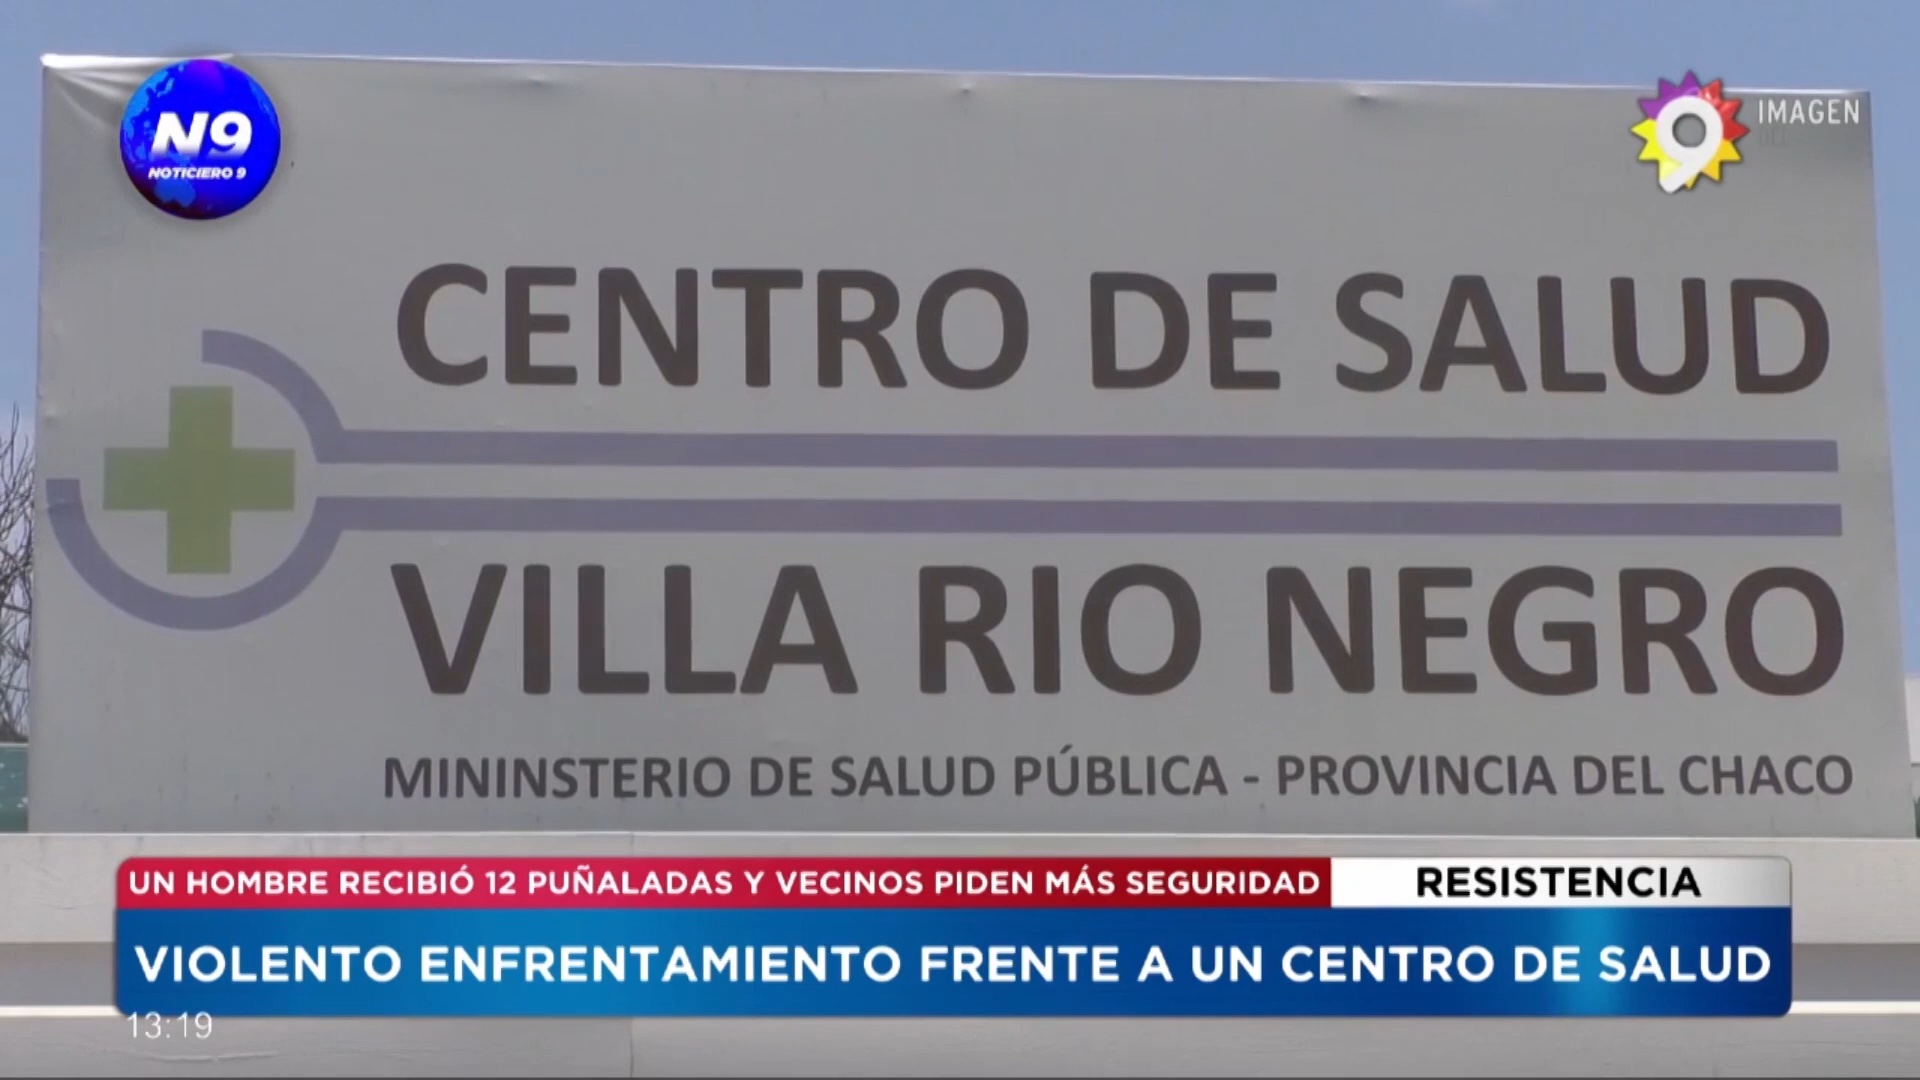 N9
NOTICIERO 9
9 IMAGEN
CENTRO DE SALUD
VILLA RIO NEGRO
MININSTERIO DE SALUD PÚBLICA - PROVINCIA DEL CHACO
UN HOMBRE RECIBIÓ 12 PUÑALADAS Y VECINOS PIDEN MÁS SEGURIDAD
RESISTENCIA
VIOLENTO ENFRENTAMIENTO FRENTE A UN CENTRO DE SALUD
13:19